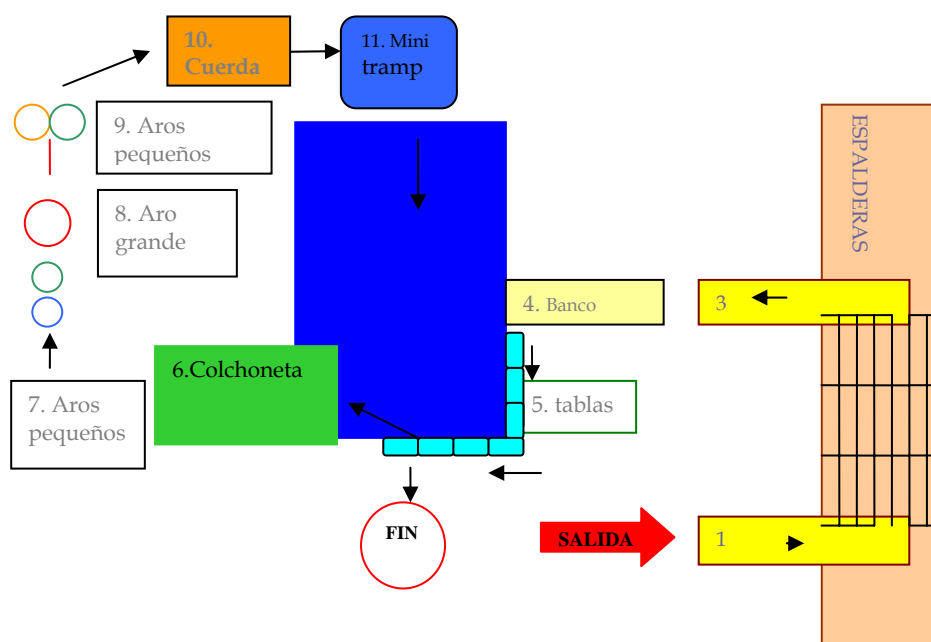 10.
Cuerda
11. Mini
tramp
9. Aros
pequeños
ESPALDERAS
8. Aro
grande
4. Banco
3
6.Colchoneta
7. Aros
pequeños
5. tablas
FIN
SALIDA
1